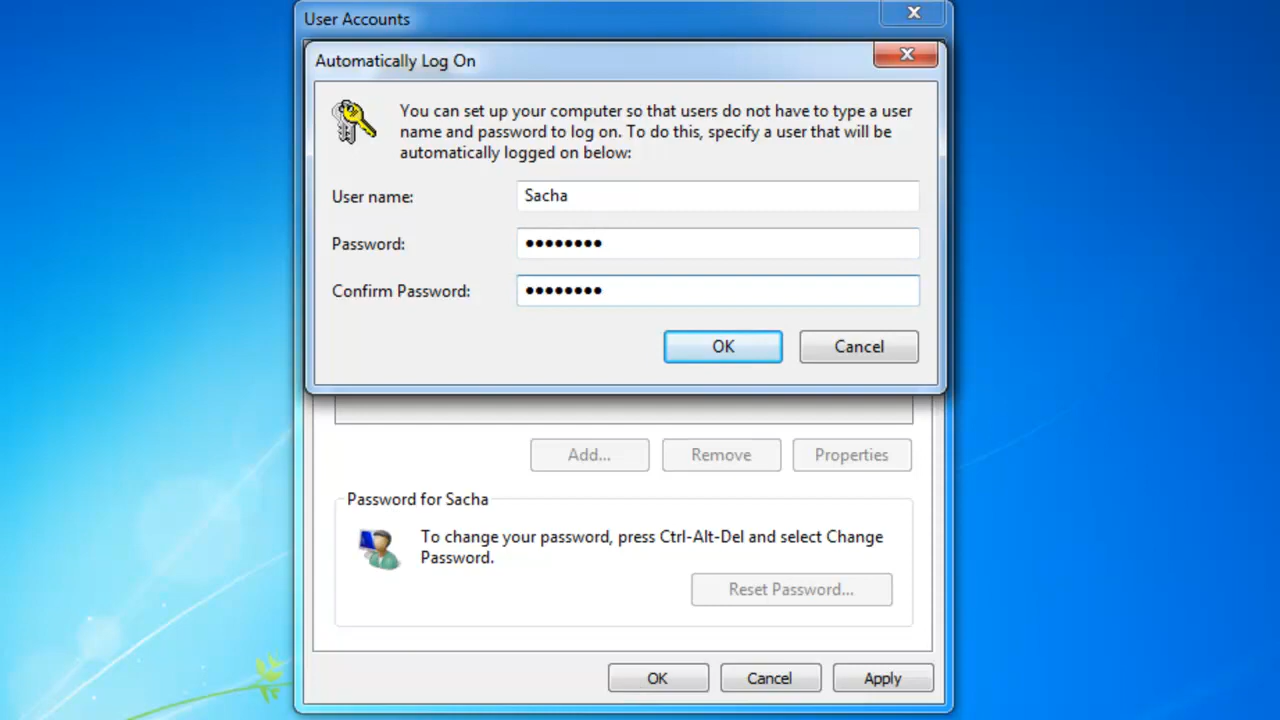 User Accounts
Automatically Log On
You can set up your computer so that users do not have to type a user
name and password to log on. To do this, specify a user that will be
automatically logged on below:
User name: Sacha
Password: ●●●●●●●●
Confirm Password: ●●●●●●●●
OK Cancel
Add... Remove Properties
Password for Sacha
To change your password, press Ctrl-Alt-Del and select Change
Password.
Reset Password...
OK Cancel Apply